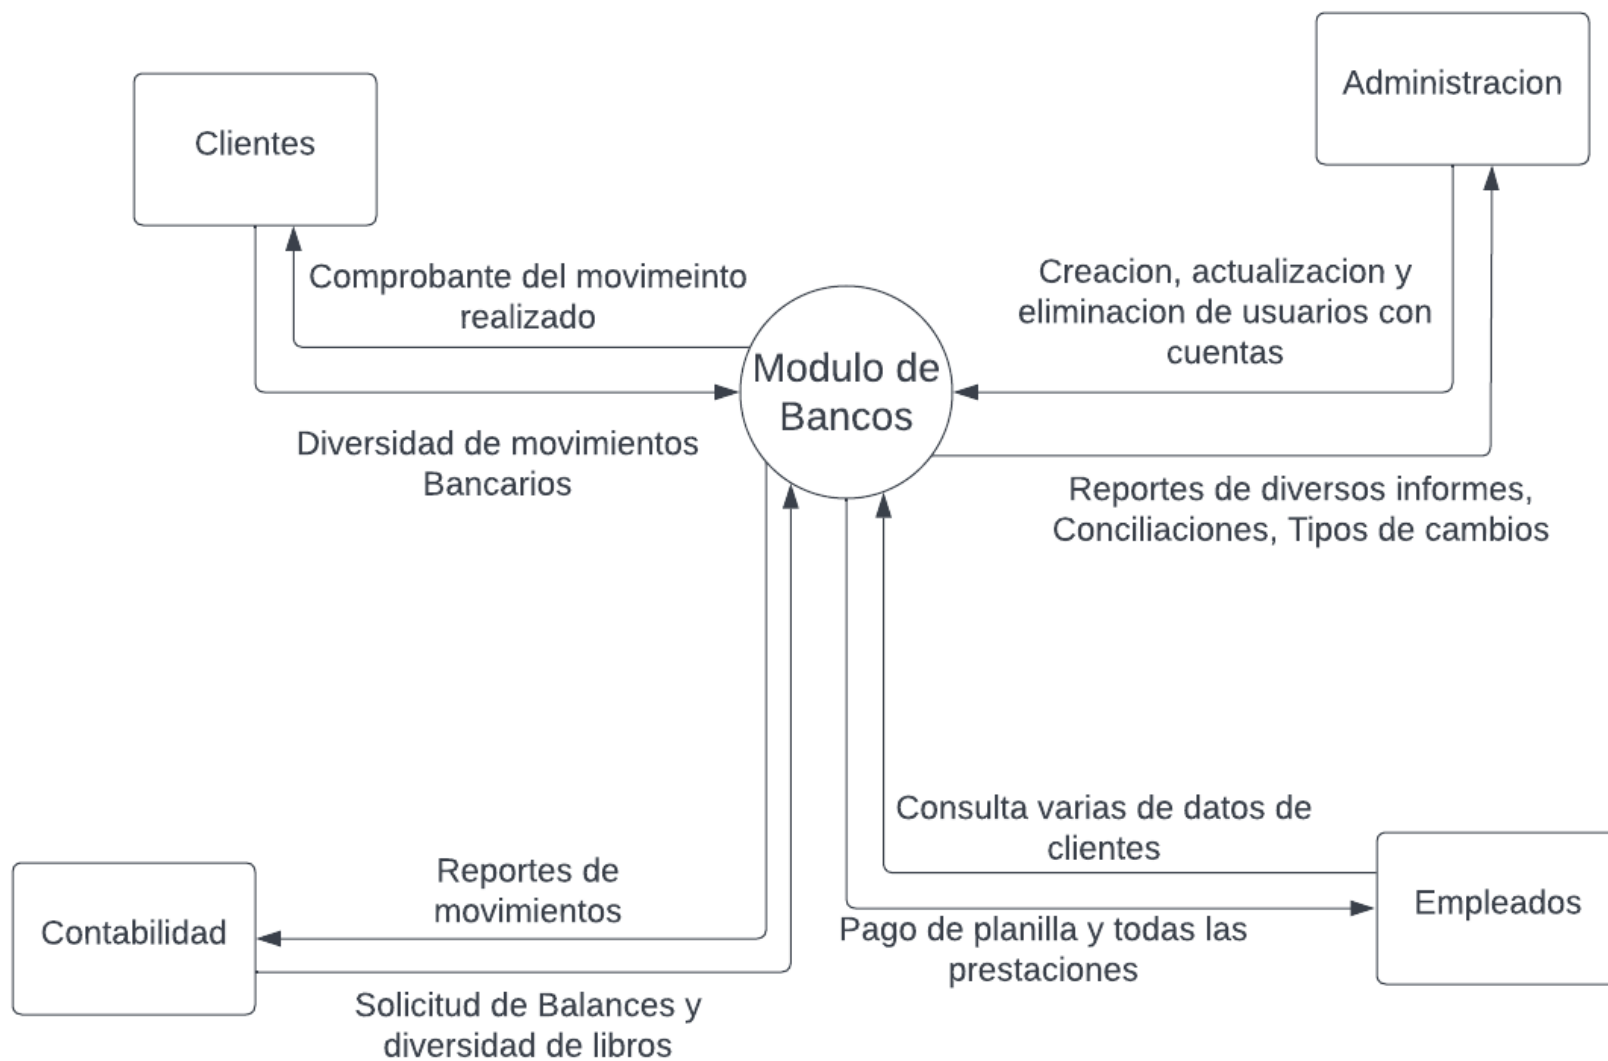 Administracion
Clientes
Comprobante del movimeinto
realizado
Creacion, actualizacion y
eliminacion de usuarios con
cuentas
Modulo de
Bancos
Diversidad de movimientos
Bancarios
Reportes de diversos informes,
Conciliaciones, Tipos de cambios
Consulta varias de datos de
clientes
Reportes de
movimientos
Empleados
Contabilidad
Pago de planilla y todas las
prestaciones
Solicitud de Balances y
diversidad de libros